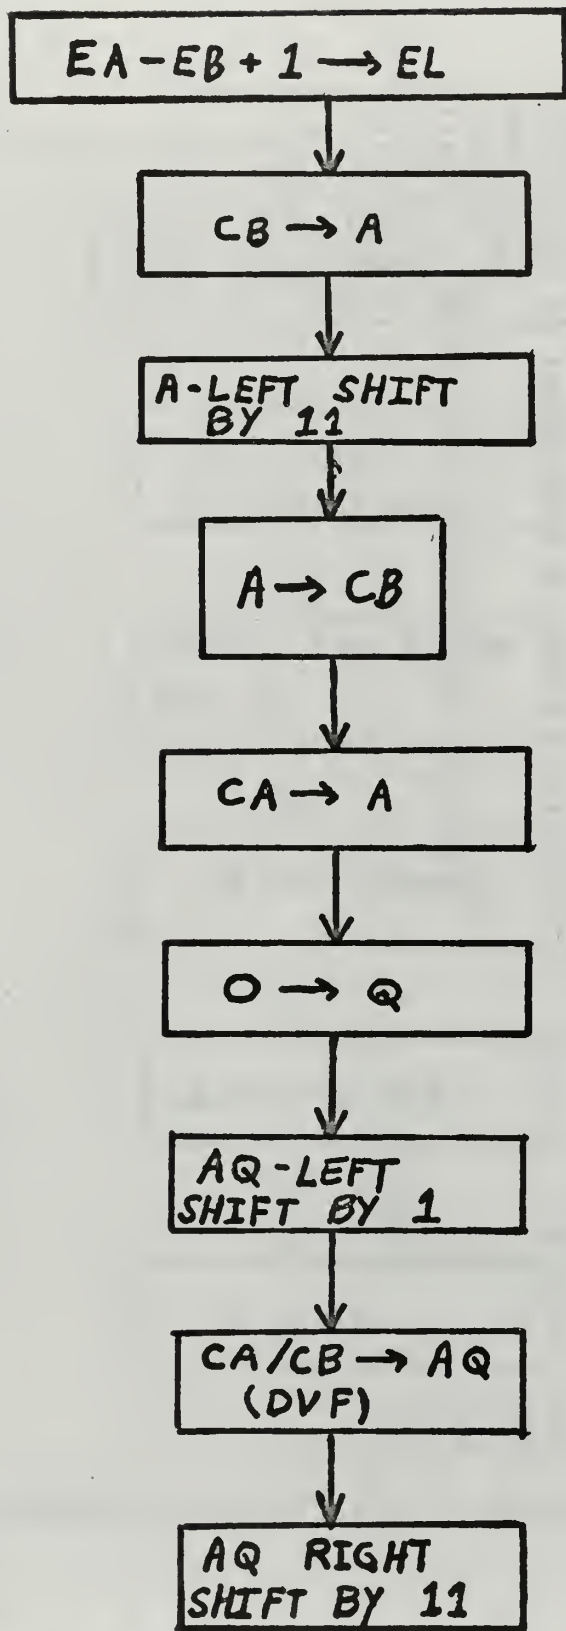 EA-EB + 1 → EL
CB → A
A-LEFT SHIFT
BY 11
A → CB
CA → A
O → Q
AQ-LEFT
SHIFT BY 1
CA/CB → AQ
(DVF)
AQ RIGHT
SHIFT BY 11